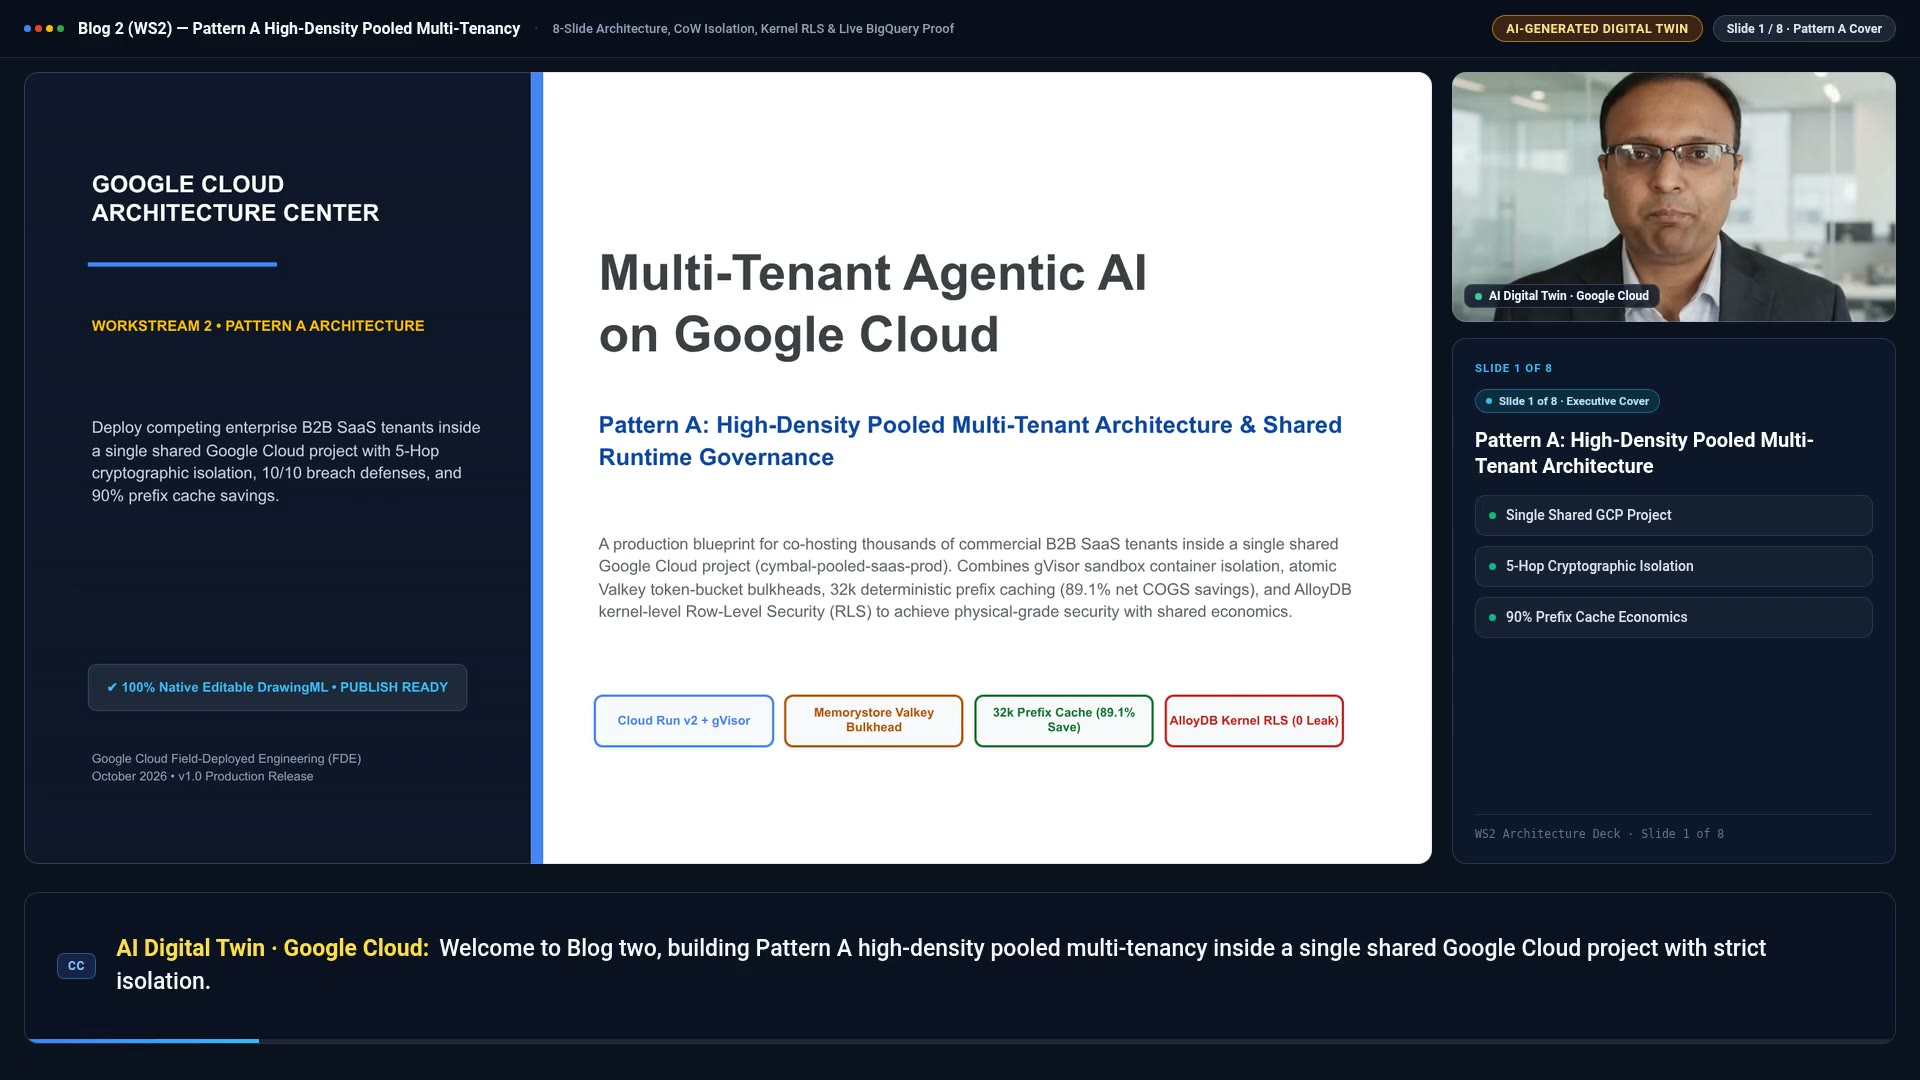 Blog 2 (WS2) — Pattern A High-Density Pooled Multi-Tenancy · 8-Slide Architecture, CoW Isolation, Kernel RLS & Live BigQuery Proof
AI-GENERATED DIGITAL TWIN
Slide 1 / 8 · Pattern A Cover
GOOGLE CLOUD
ARCHITECTURE CENTER
WORKSTREAM 2 • PATTERN A ARCHITECTURE
Deploy competing enterprise B2B SaaS tenants inside
a single shared Google Cloud project with 5-Hop
cryptographic isolation, 10/10 breach defenses, and
90% prefix cache savings.
✔ 100% Native Editable DrawingML • PUBLISH READY
Google Cloud Field-Deployed Engineering (FDE)
October 2026 • v1.0 Production Release
Multi-Tenant Agentic AI
on Google Cloud
Pattern A: High-Density Pooled Multi-Tenant Architecture & Shared
Runtime Governance
A production blueprint for co-hosting thousands of commercial B2B SaaS tenants inside a single shared
Google Cloud project (cymbal-pooled-saas-prod). Combines gVisor sandbox container isolation, atomic
Valkey token-bucket bulkheads, 32k deterministic prefix caching (89.1% net COGS savings), and AlloyDB
kernel-level Row-Level Security (RLS) to achieve physical-grade security with shared economics.
Cloud Run v2 + gVisor
Memorystore Valkey
Bulkhead
32k Prefix Cache (89.1%
Save)
AlloyDB Kernel RLS (0 Leak)
AI Digital Twin · Google Cloud
SLIDE 1 OF 8
Slide 1 of 8 · Executive Cover
Pattern A: High-Density Pooled Multi-
Tenant Architecture
Single Shared GCP Project
5-Hop Cryptographic Isolation
90% Prefix Cache Economics
WS2 Architecture Deck · Slide 1 of 8
CC
AI Digital Twin · Google Cloud: Welcome to Blog two, building Pattern A high-density pooled multi-tenancy inside a single shared Google Cloud project with strict
isolation.